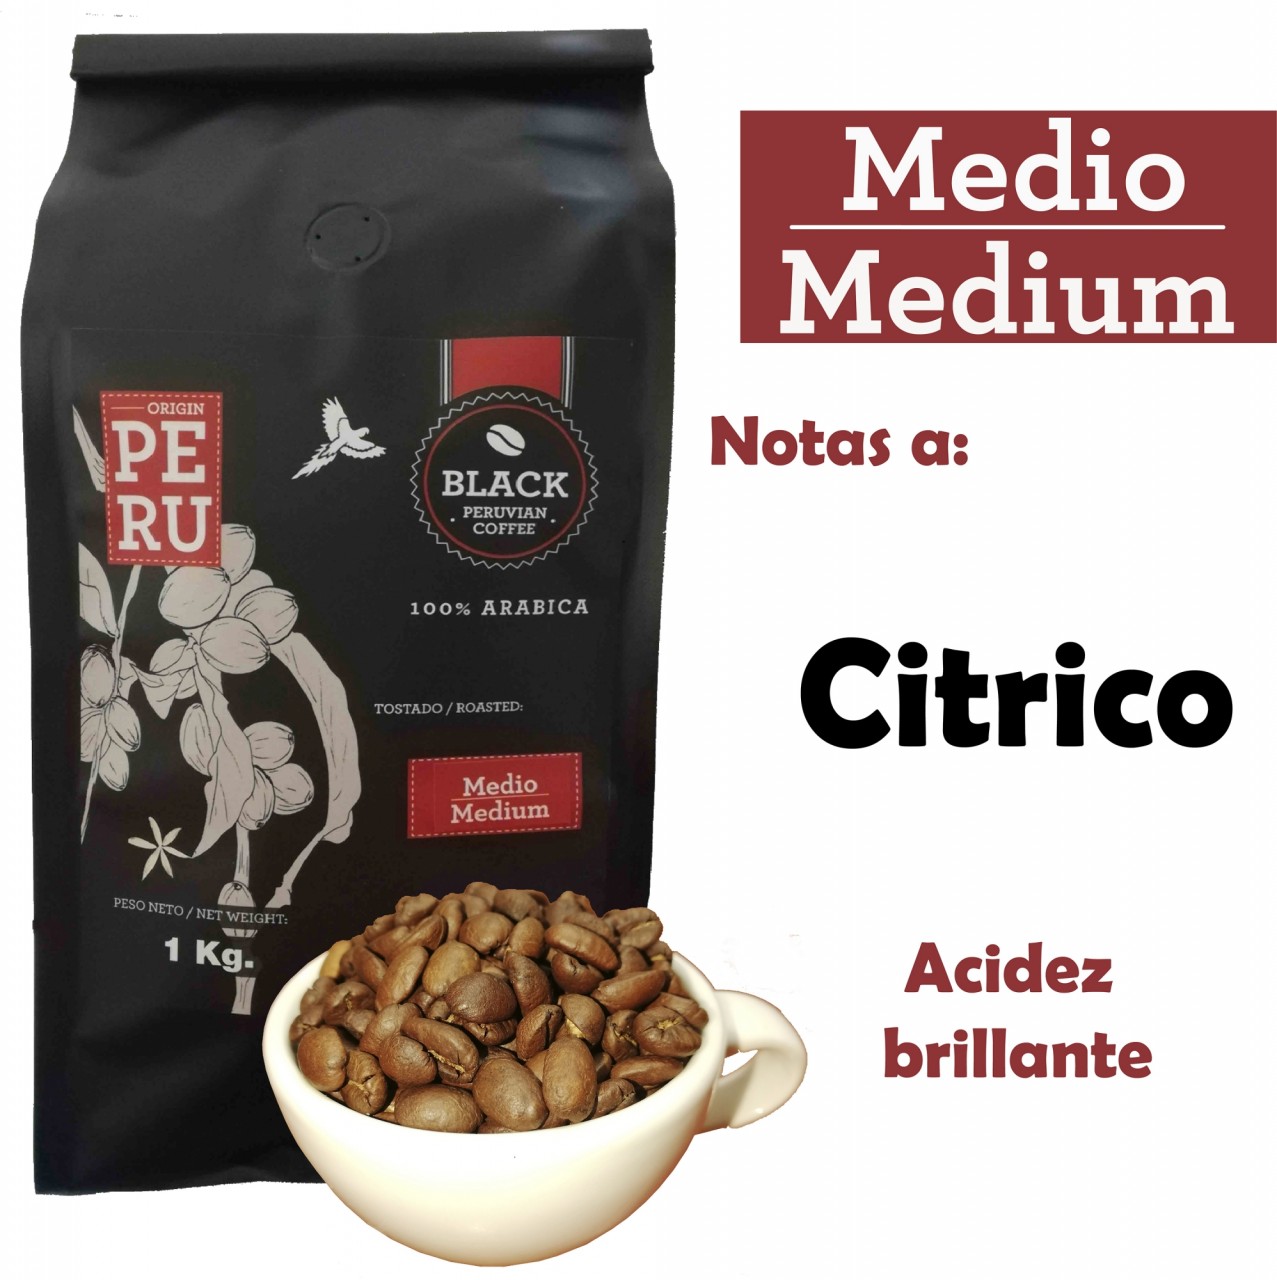 Medio
Medium
Notas a:
Citrico
Acidez
brillante
ORIGIN
PE
RU
BLACK
PERUVIAN
COFFEE
100% ARABICA
TOSTADO / ROASTED:
Medio
Medium
PESO NETO / NET WEIGHT:
1 Kg.